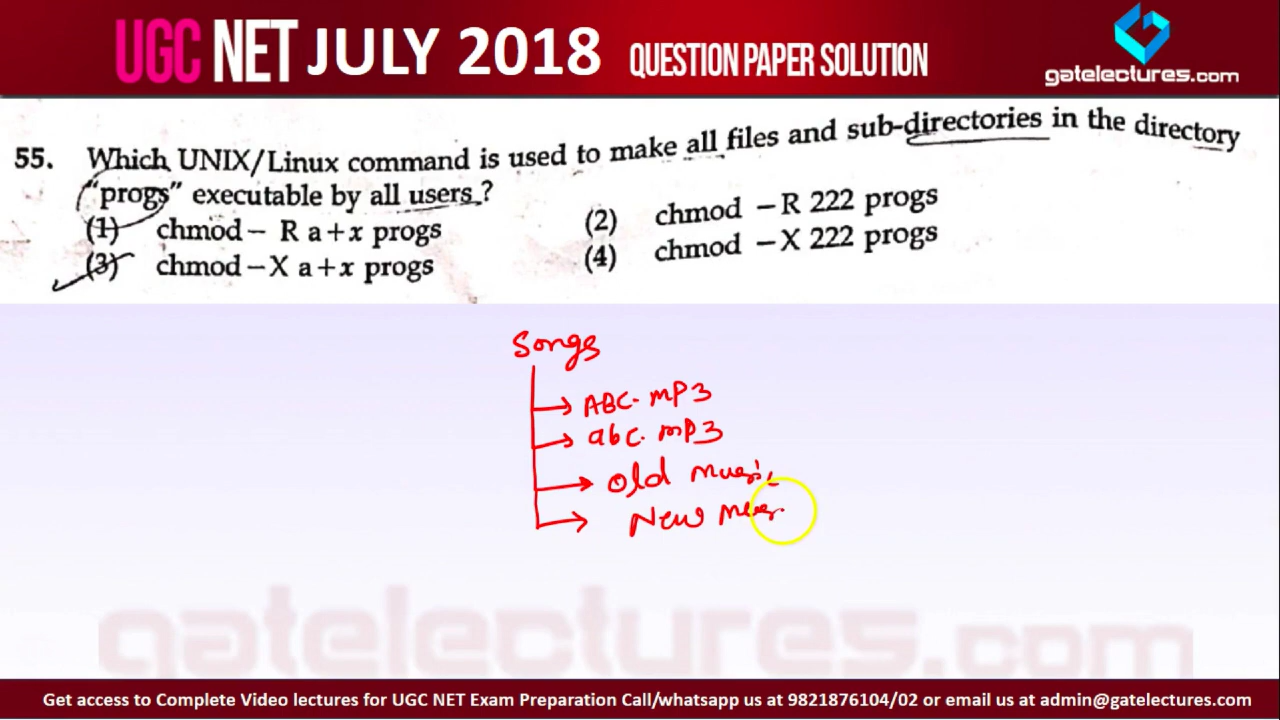 UGC NET JULY 2018 QUESTION PAPER SOLUTION
gatelectures.com
55. Which UNIX/Linux command is used to make all files and sub-directories in the directory
"progs" executable by all users ?
(1) chmod – R a+x progs (2) chmod – R 222 progs
(3) chmod – X a+x progs (4) chmod – X 222 progs
Songs
ABC. MP3
abc. mp3
Old Music
New
gatelectures.com
Get access to Complete Video lectures for UGC NET Exam Preparation Call/whatsapp us at 9821876104/02 or email us at admin@gatelectures.com